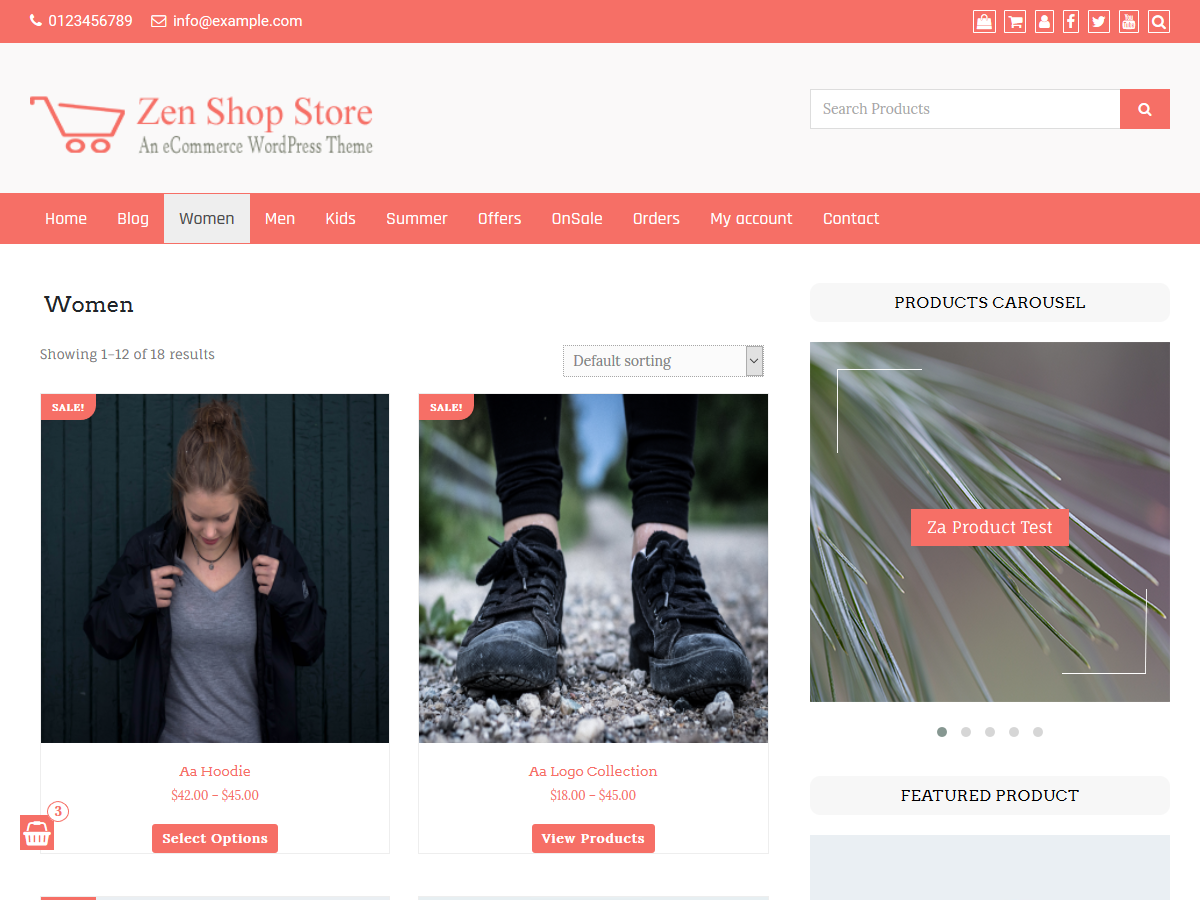 0123456789 info@example.com
Zen Shop Store
An eCommerce WordPress Theme
Search Products
Home Blog Women Men Kids Summer Offers OnSale Orders My account Contact
Women
Showing 1–12 of 18 results
Default sorting
SALE!
SALE!
Aa Hoodie
$42.00 – $45.00
Select Options
Aa Logo Collection
$18.00 – $45.00
View Products
3
PRODUCTS CAROUSEL
Za Product Test
FEATURED PRODUCT